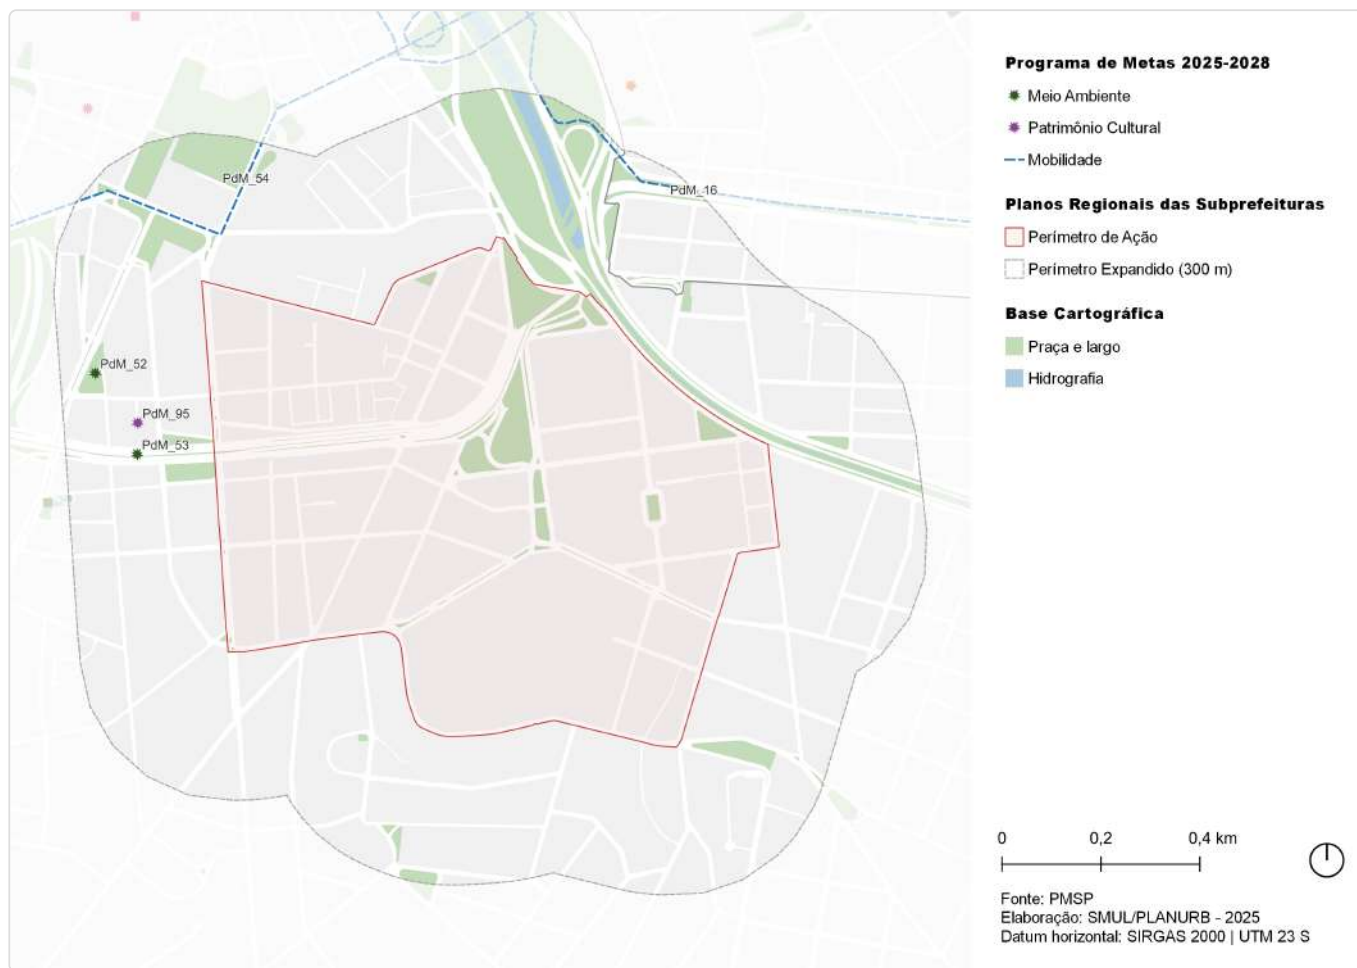 PdM_54
PdM_16
PdM_52
PdM_95
PdM_53
Programa de Metas 2025-2028
Meio Ambiente
Patrimônio Cultural
Mobilidade
Planos Regionais das Subprefeituras
Perímetro de Ação
Perímetro Expandido (300 m)
Base Cartográfica
Praça e largo
Hidrografia
0 0,2 0,4 km
Fonte: PMSP
Elaboração: SMUL/PLANURB - 2025
Datum horizontal: SIRGAS 2000 | UTM 23 S